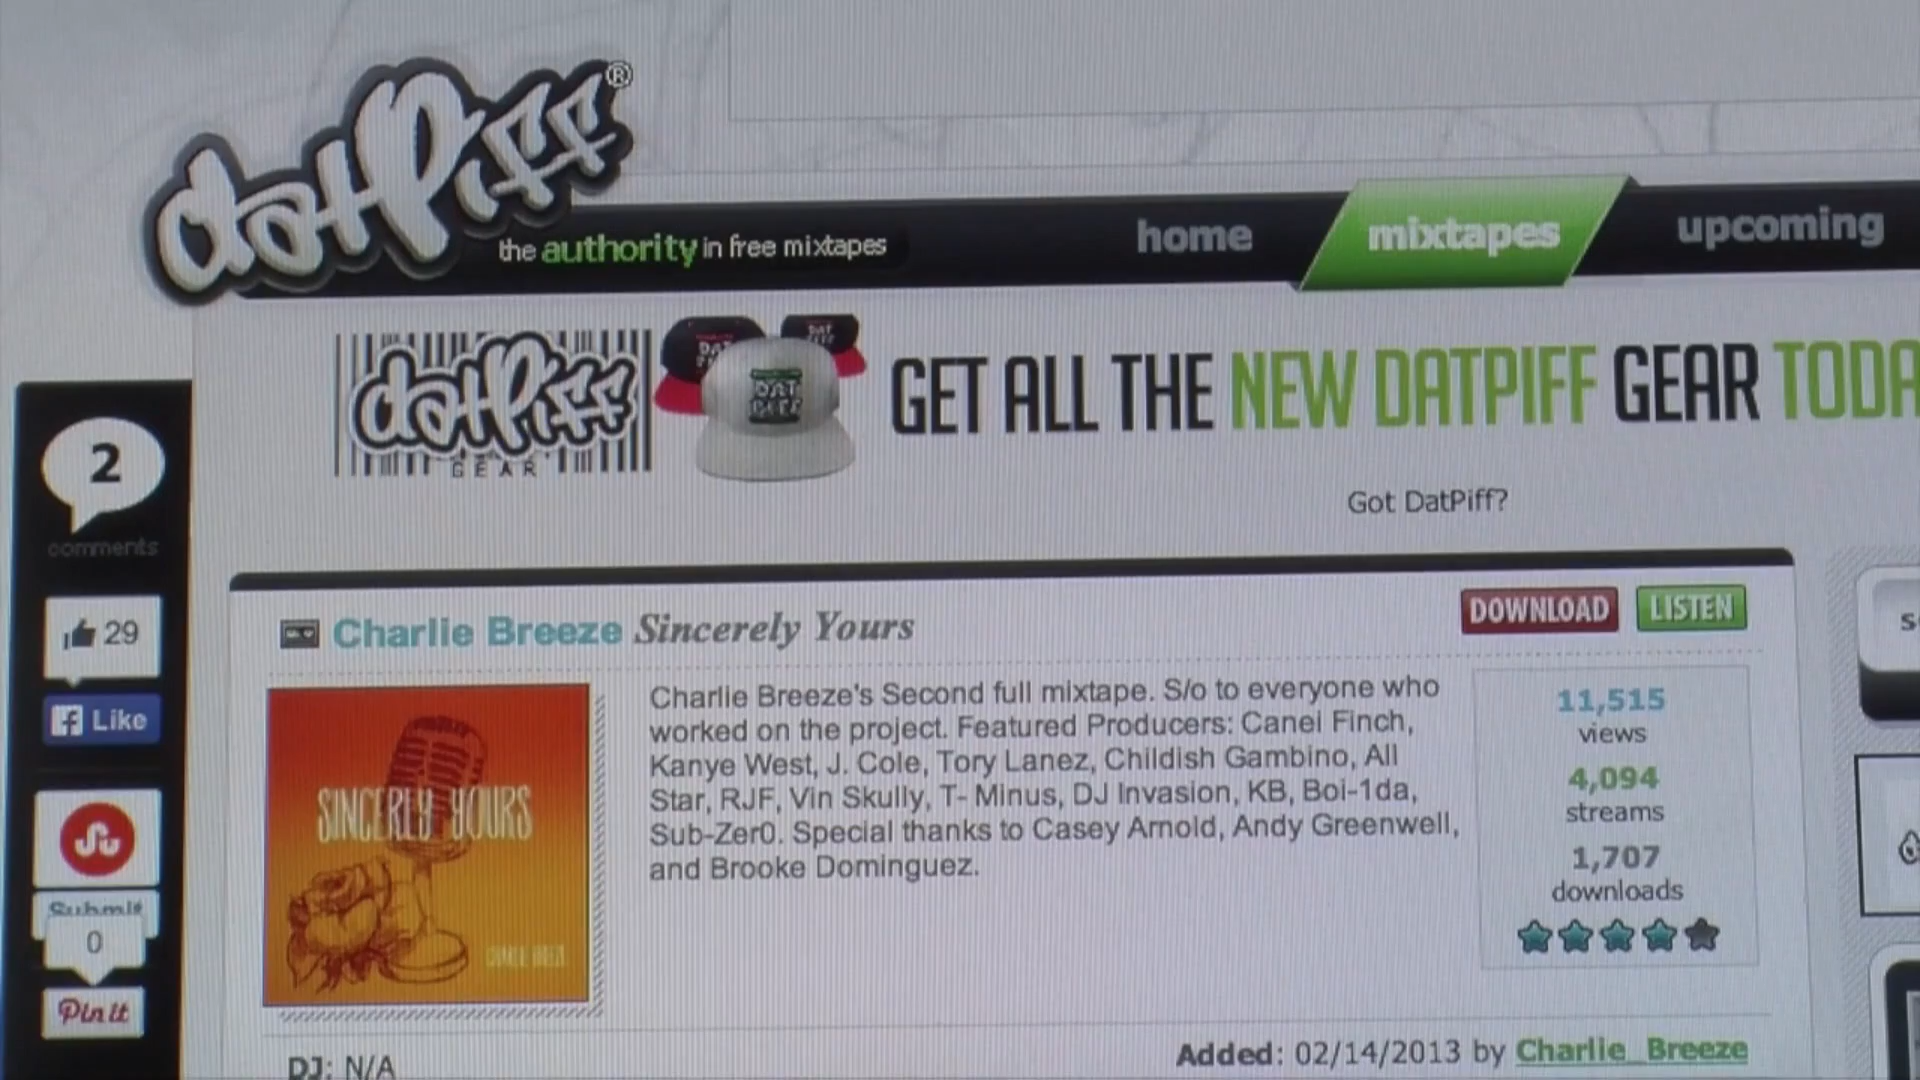 datPiff®
the authority in free mixtapes
home
mixtapes
upcoming
datPiff
GEAR
DAT
PIFF
GET ALL THE NEW DATPIFF GEAR TODA
Got DatPiff?
2
comments
29
Like
Submit
0
Pin it
Charlie Breeze Sincerely Yours
DOWNLOAD
LISTEN
SINCERLY YOURS
Charlie Breeze's Second full mixtape. S/o to everyone who
worked on the project. Featured Producers: Canei Finch,
Kanye West, J. Cole, Tory Lanez, Childish Gambino, All
Star, RJF, Vin Skully, T- Minus, DJ Invasion, KB, Boi-1da,
Sub-Zer0. Special thanks to Casey Arnold, Andy Greenwell,
and Brooke Dominguez.
11,515
views
4,094
streams
1,707
downloads
DJ: N/A
Added: 02/14/2013 by Charlie_Breeze